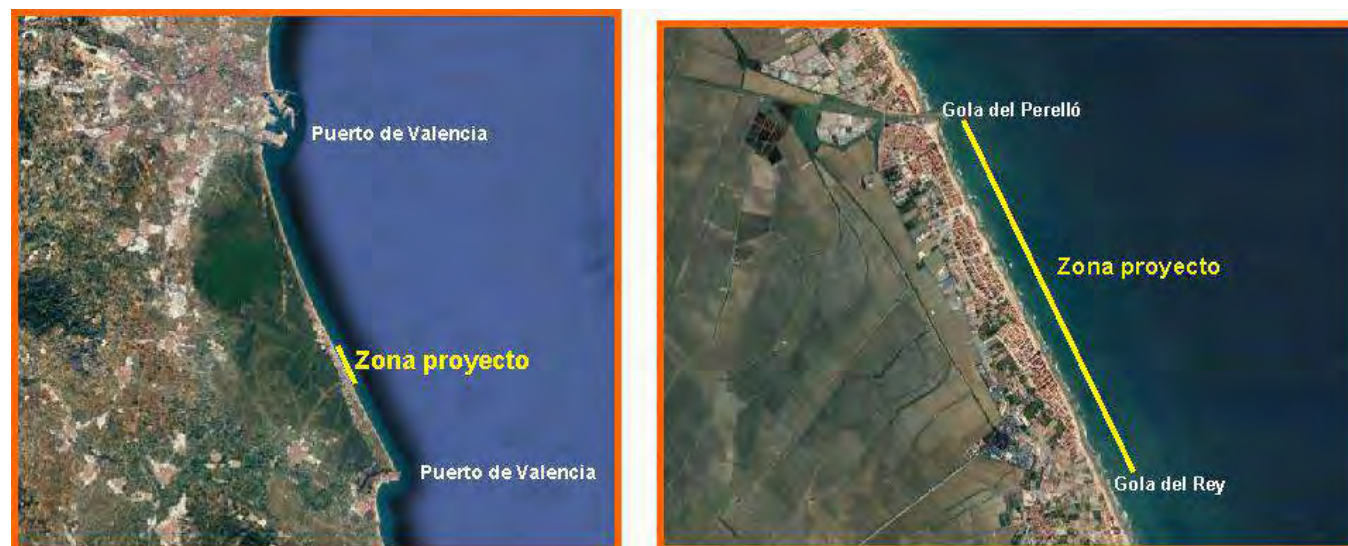 Puerto de Valencia
Zona proyecto
Puerto de Valencia
Gola del Perelló
Zona proyecto
Gola del Rey